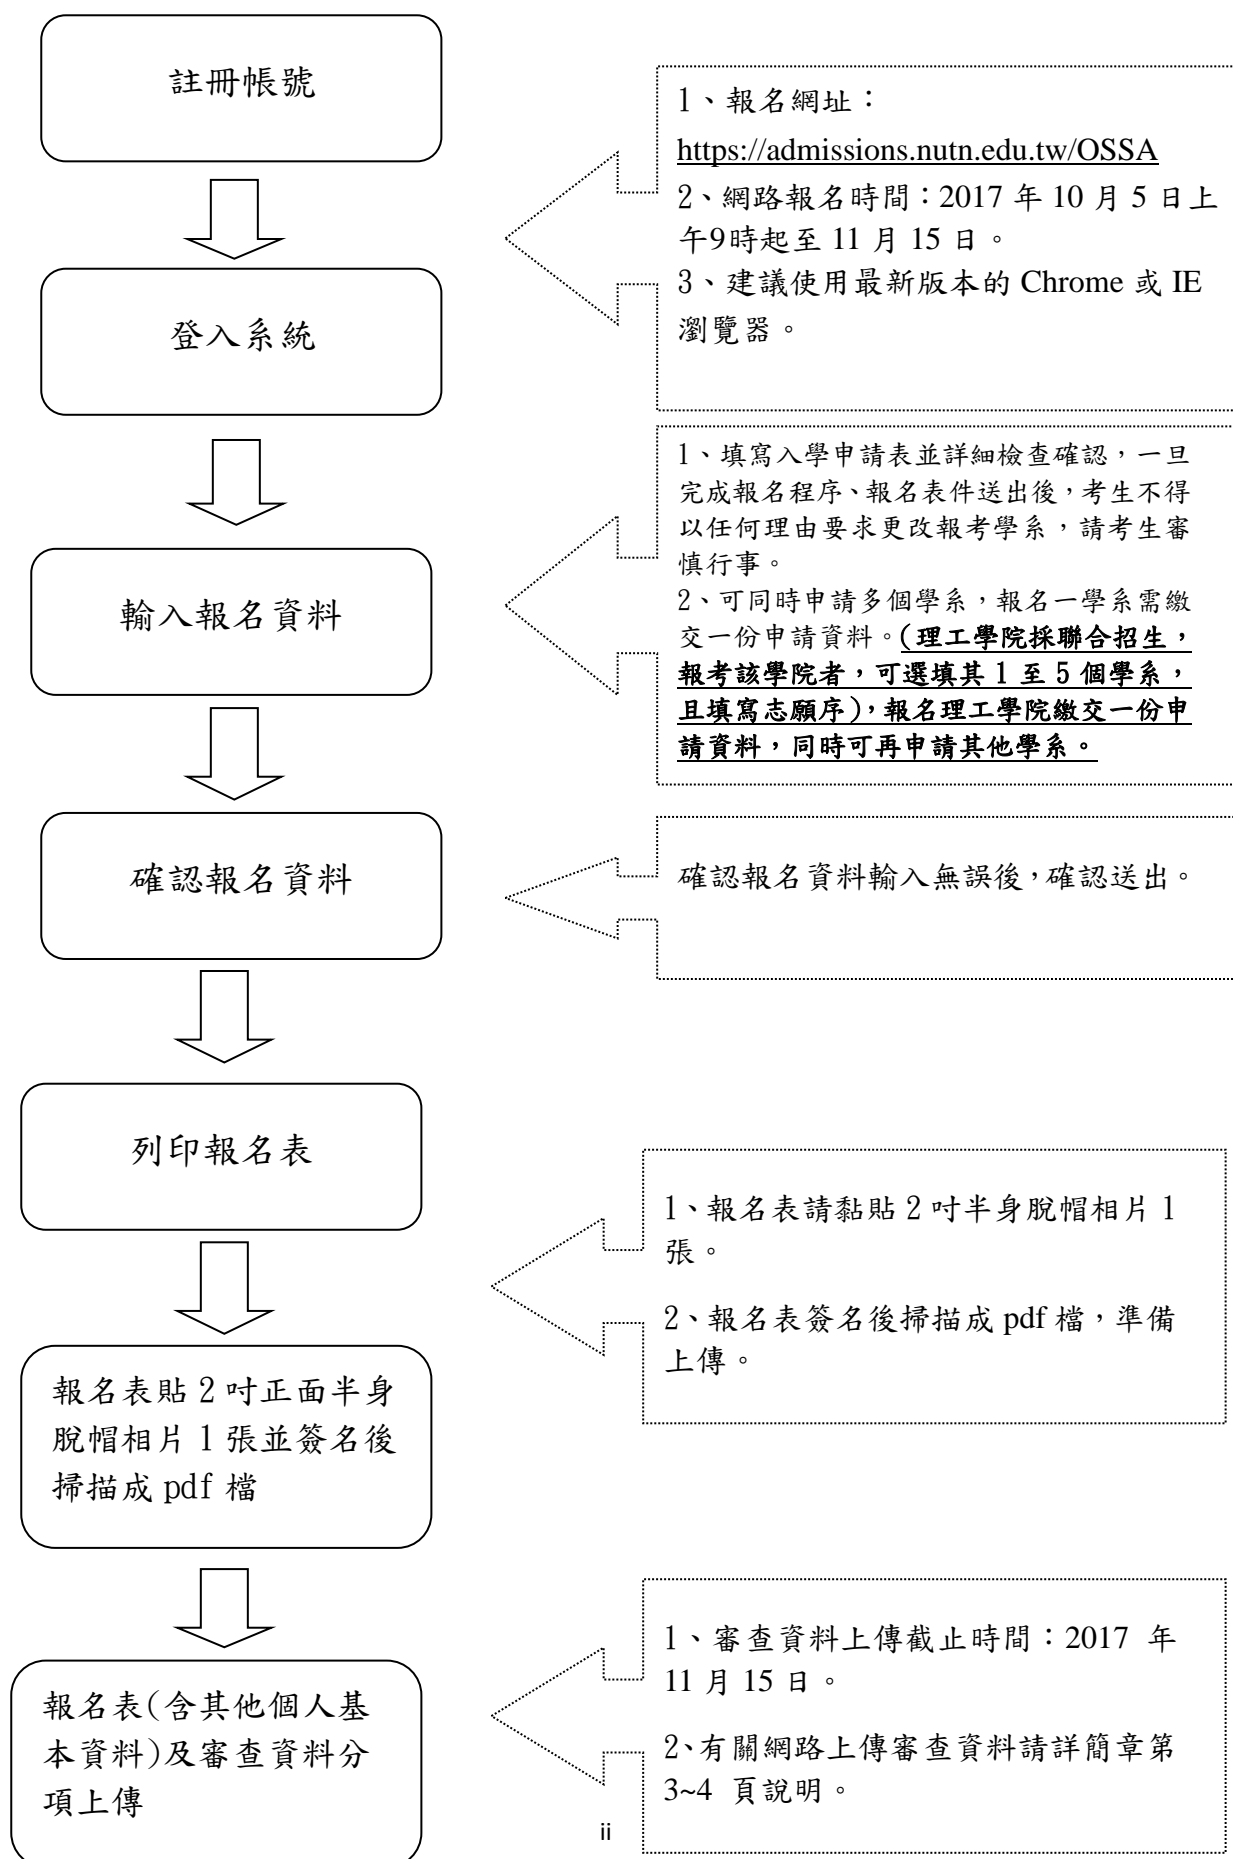 註冊帳號
登入系統
1、報名網址：
https://admissions.nutn.edu.tw/OSSA
2、網路報名時間：2017 年 10 月 5 日上
午9時起至 11 月 15 日。
3、建議使用最新版本的 Chrome 或 IE
瀏覽器。
輸入報名資料
1、填寫入學申請表並詳細檢查確認，一旦
完成報名程序、報名表件送出後，考生不得
以任何理由要求更改報考學系，請考生審
慎行事。
2、可同時申請多個學系，報名一學系需繳
交一份申請資料。(理工學院採聯合招生，
報考該學院者，可選填其 1 至 5 個學系，
且填寫志願序)，報名理工學院繳交一份申
請資料，同時可再申請其他學系。
確認報名資料
確認報名資料輸入無誤後，確認送出。
列印報名表
報名表貼 2 吋正面半身
脫帽相片 1 張並簽名後
掃描成 pdf 檔
1、報名表請黏貼 2 吋半身脫帽相片 1
張。
2、報名表簽名後掃描成 pdf 檔，準備
上傳。
報名表(含其他個人基
本資料)及審查資料分
項上傳
1、審查資料上傳截止時間：2017 年
11 月 15 日。
2、有關網路上傳審查資料請詳簡章第
3~4 頁說明。
ii